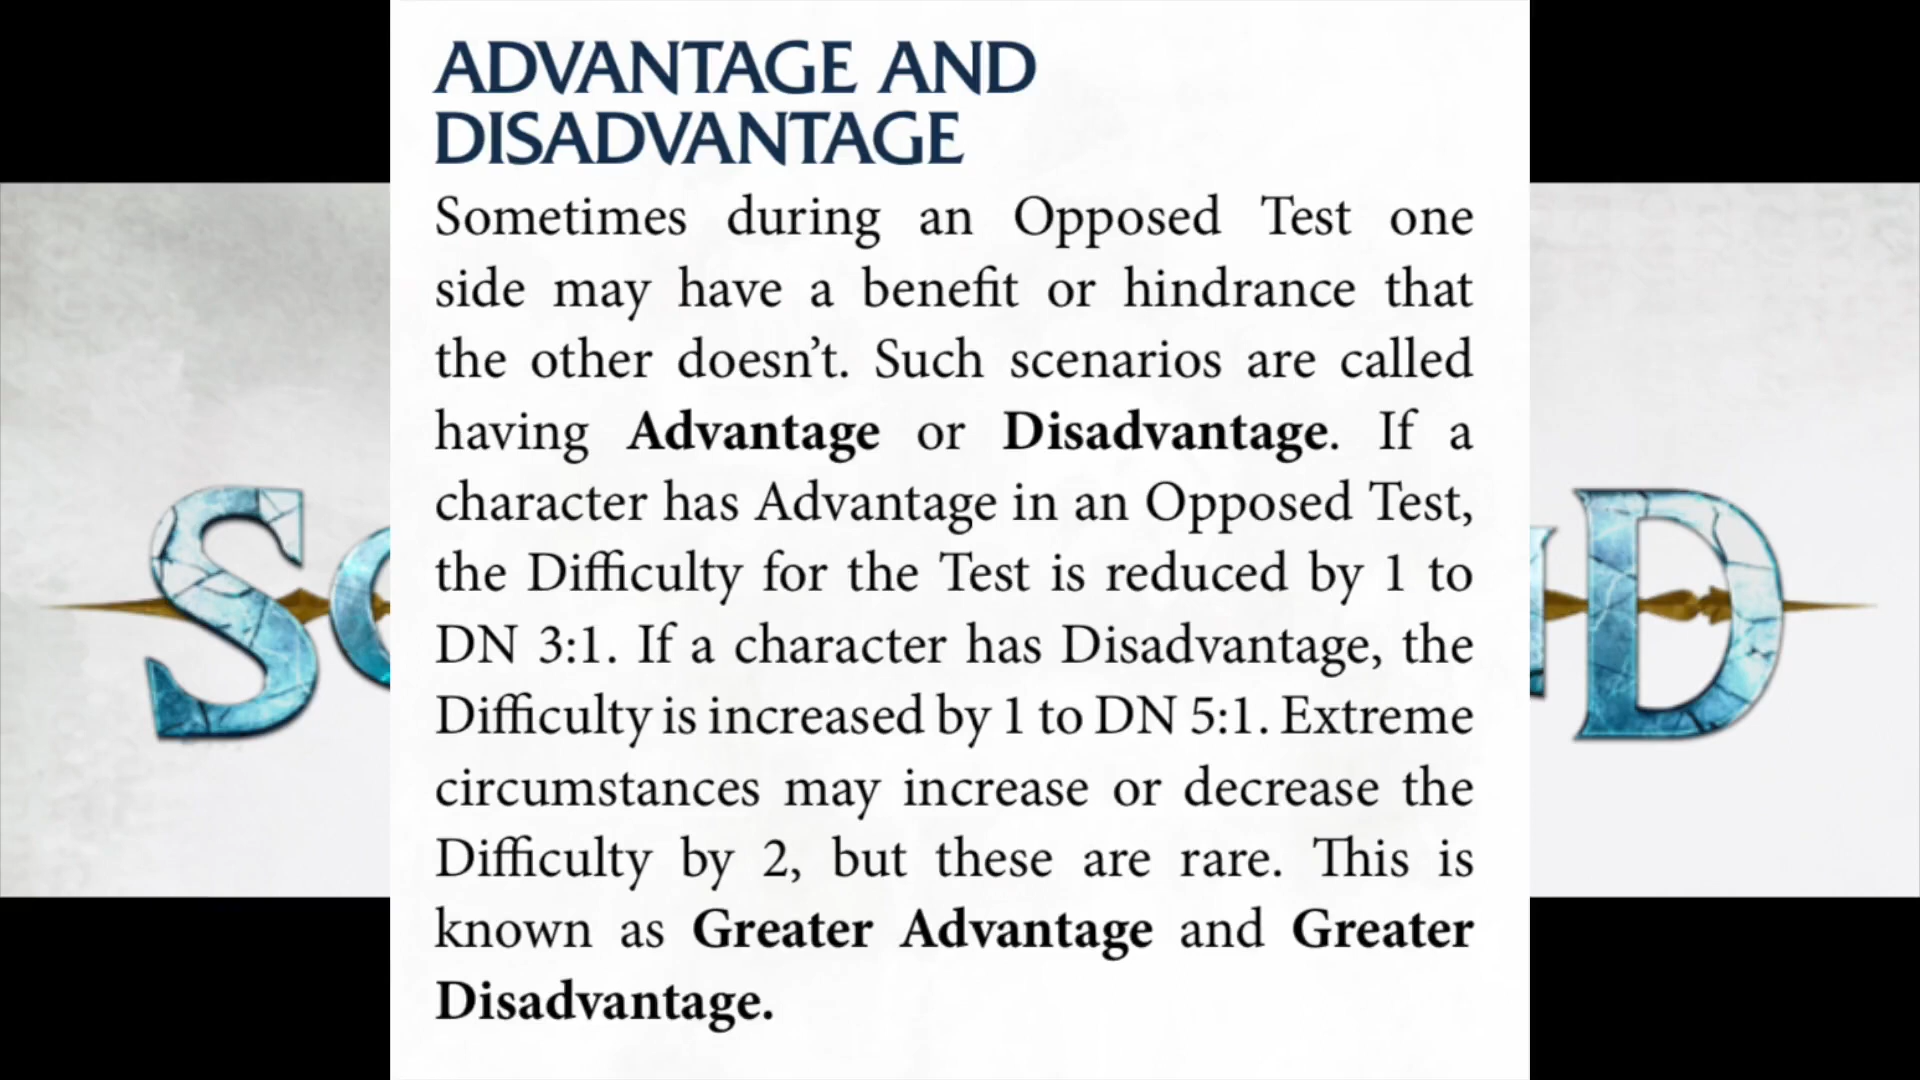 ADVANTAGE AND
DISADVANTAGE
Sometimes during an Opposed Test one
side may have a benefit or hindrance that
the other doesn’t. Such scenarios are called
having Advantage or Disadvantage. If a
character has Advantage in an Opposed Test,
the Difficulty for the Test is reduced by 1 to
DN 3:1. If a character has Disadvantage, the
Difficulty is increased by 1 to DN 5:1. Extreme
circumstances may increase or decrease the
Difficulty by 2, but these are rare. This is
known as Greater Advantage and Greater
Disadvantage.